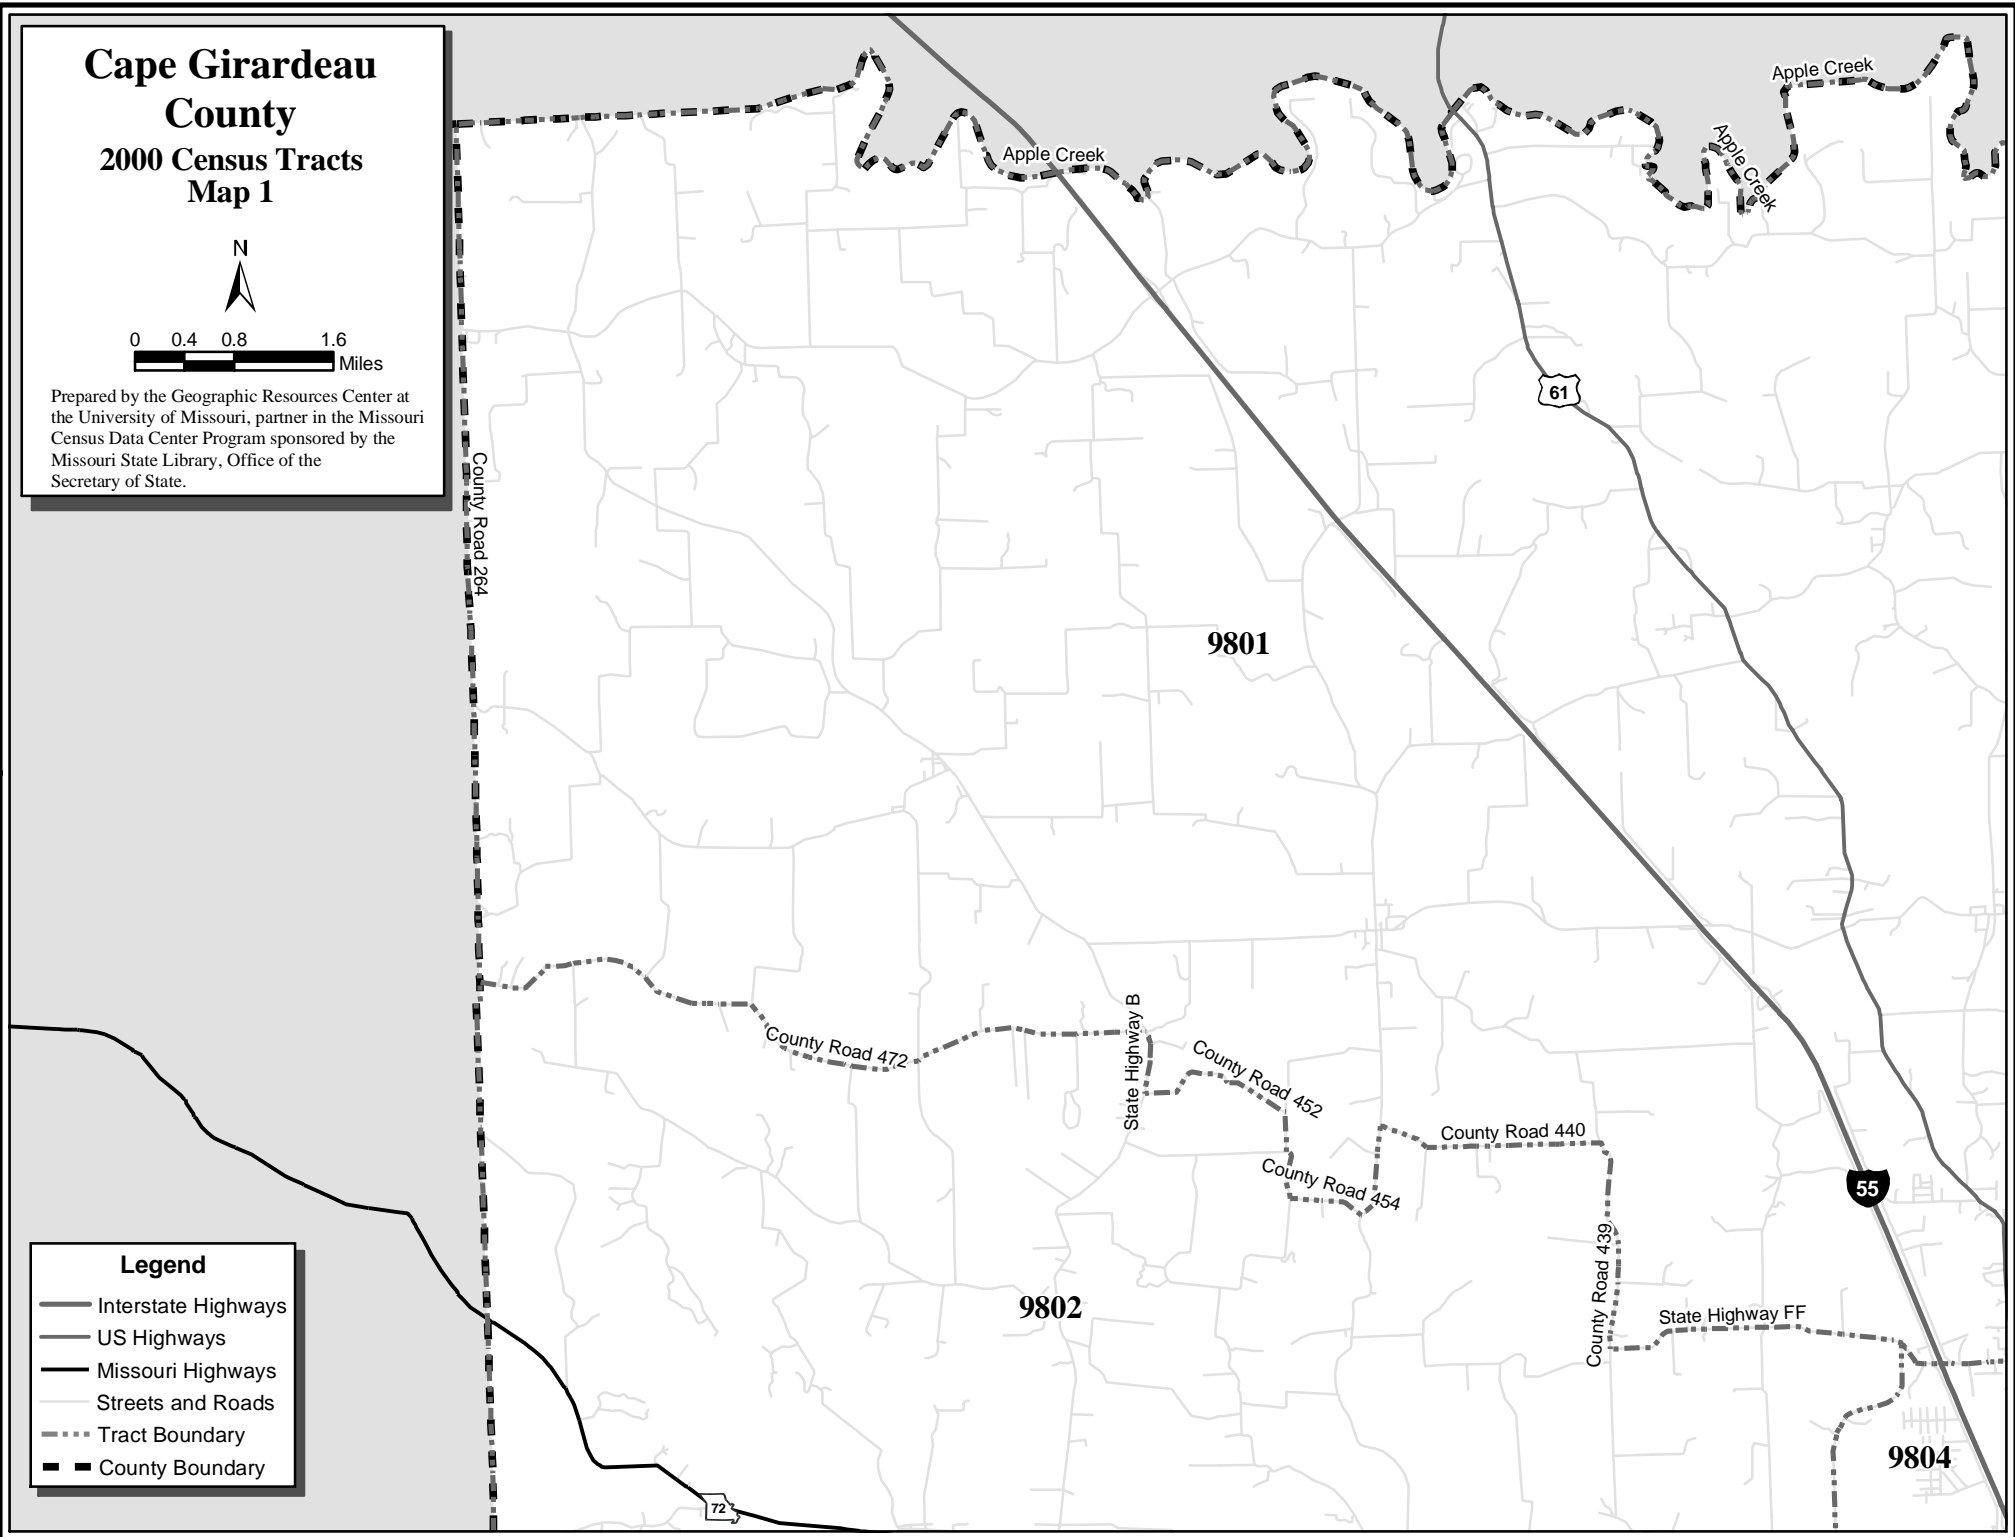 Cape Girardeau
County
2000 Census Tracts
Map 1
N
0 0.4 0.8 1.6
Miles
Prepared by the Geographic Resources Center at
the University of Missouri, partner in the Missouri
Census Data Center Program sponsored by the
Missouri State Library, Office of the
Secretary of State.
Apple Creek
Apple Creek
Apple Creek
61
County Road 264
9801
State Highway B
County Road 472
County Road 452
County Road 440
County Road 454
55
County Road 439
9802
State Highway FF
9804
72
Legend
Interstate Highways
US Highways
Missouri Highways
Streets and Roads
Tract Boundary
County Boundary